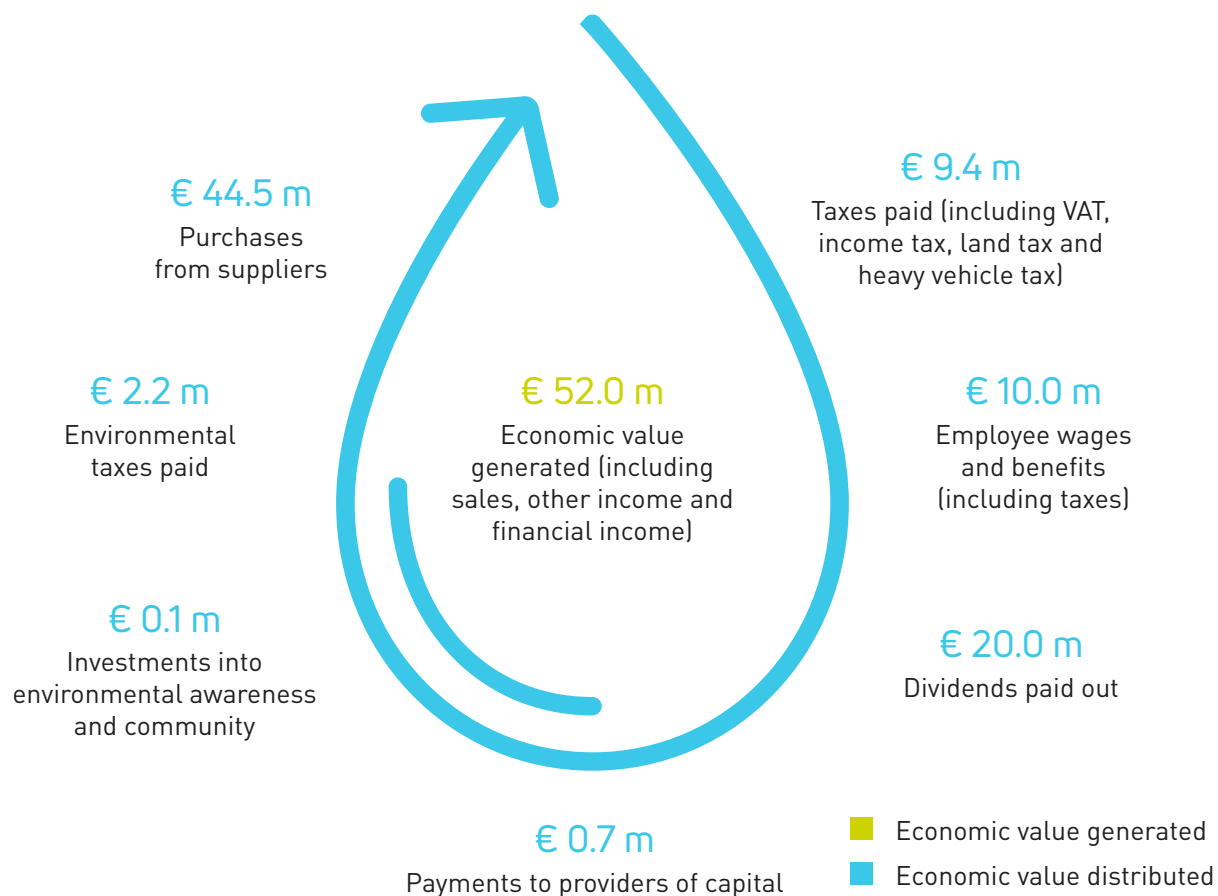 € 44.5 m
Purchases
from suppliers
€ 9.4 m
Taxes paid (including VAT,
income tax, land tax and
heavy vehicle tax)
€ 2.2 m
Environmental
taxes paid
€ 52.0 m
Economic value
generated (including
sales, other income and
financial income)
€ 10.0 m
Employee wages
and benefits
(including taxes)
€ 0.1 m
Investments into
environmental awareness
and community
€ 20.0 m
Dividends paid out
€ 0.7 m
Payments to providers of capital
Economic value generated
Economic value distributed